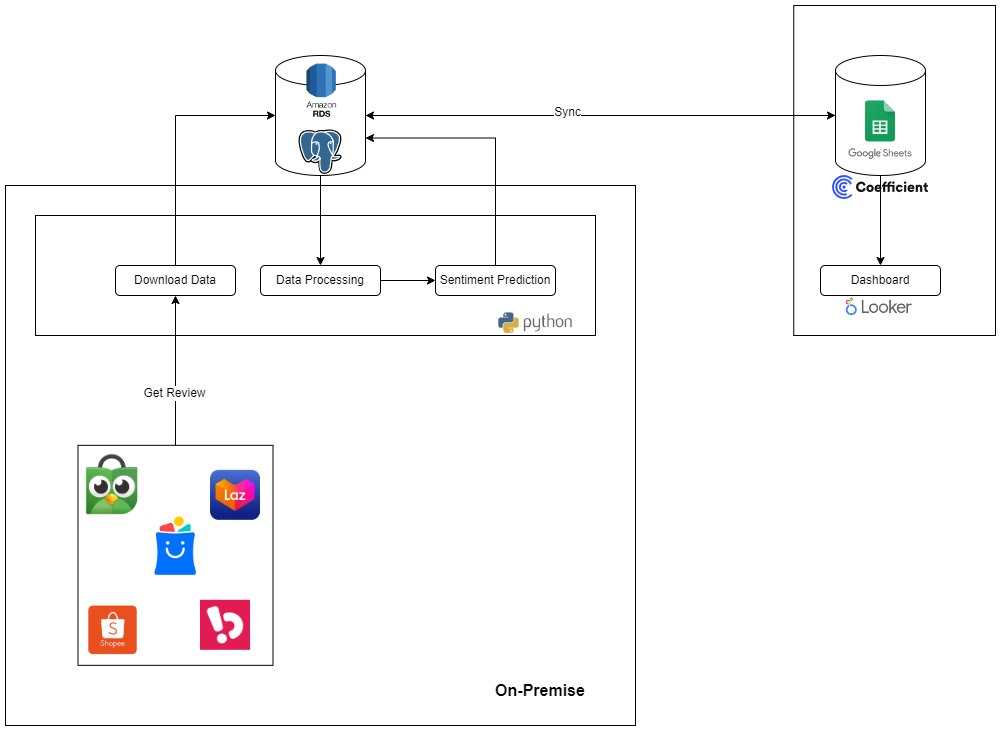 Amazon
RDS
Sync
Google Sheets
Coefficient
Download Data
Data Processing
Sentiment Prediction
Dashboard
python
Looker
Get Review
Laz
S
Shopee
On-Premise